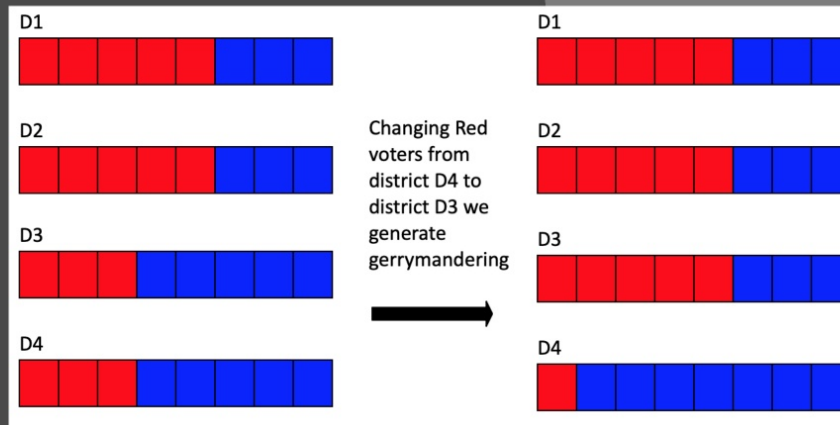 D1
D2
D3
D4
Changing Red
voters from
district D4 to
district D3 we
generate
gerrymandering
D1
D2
D3
D4